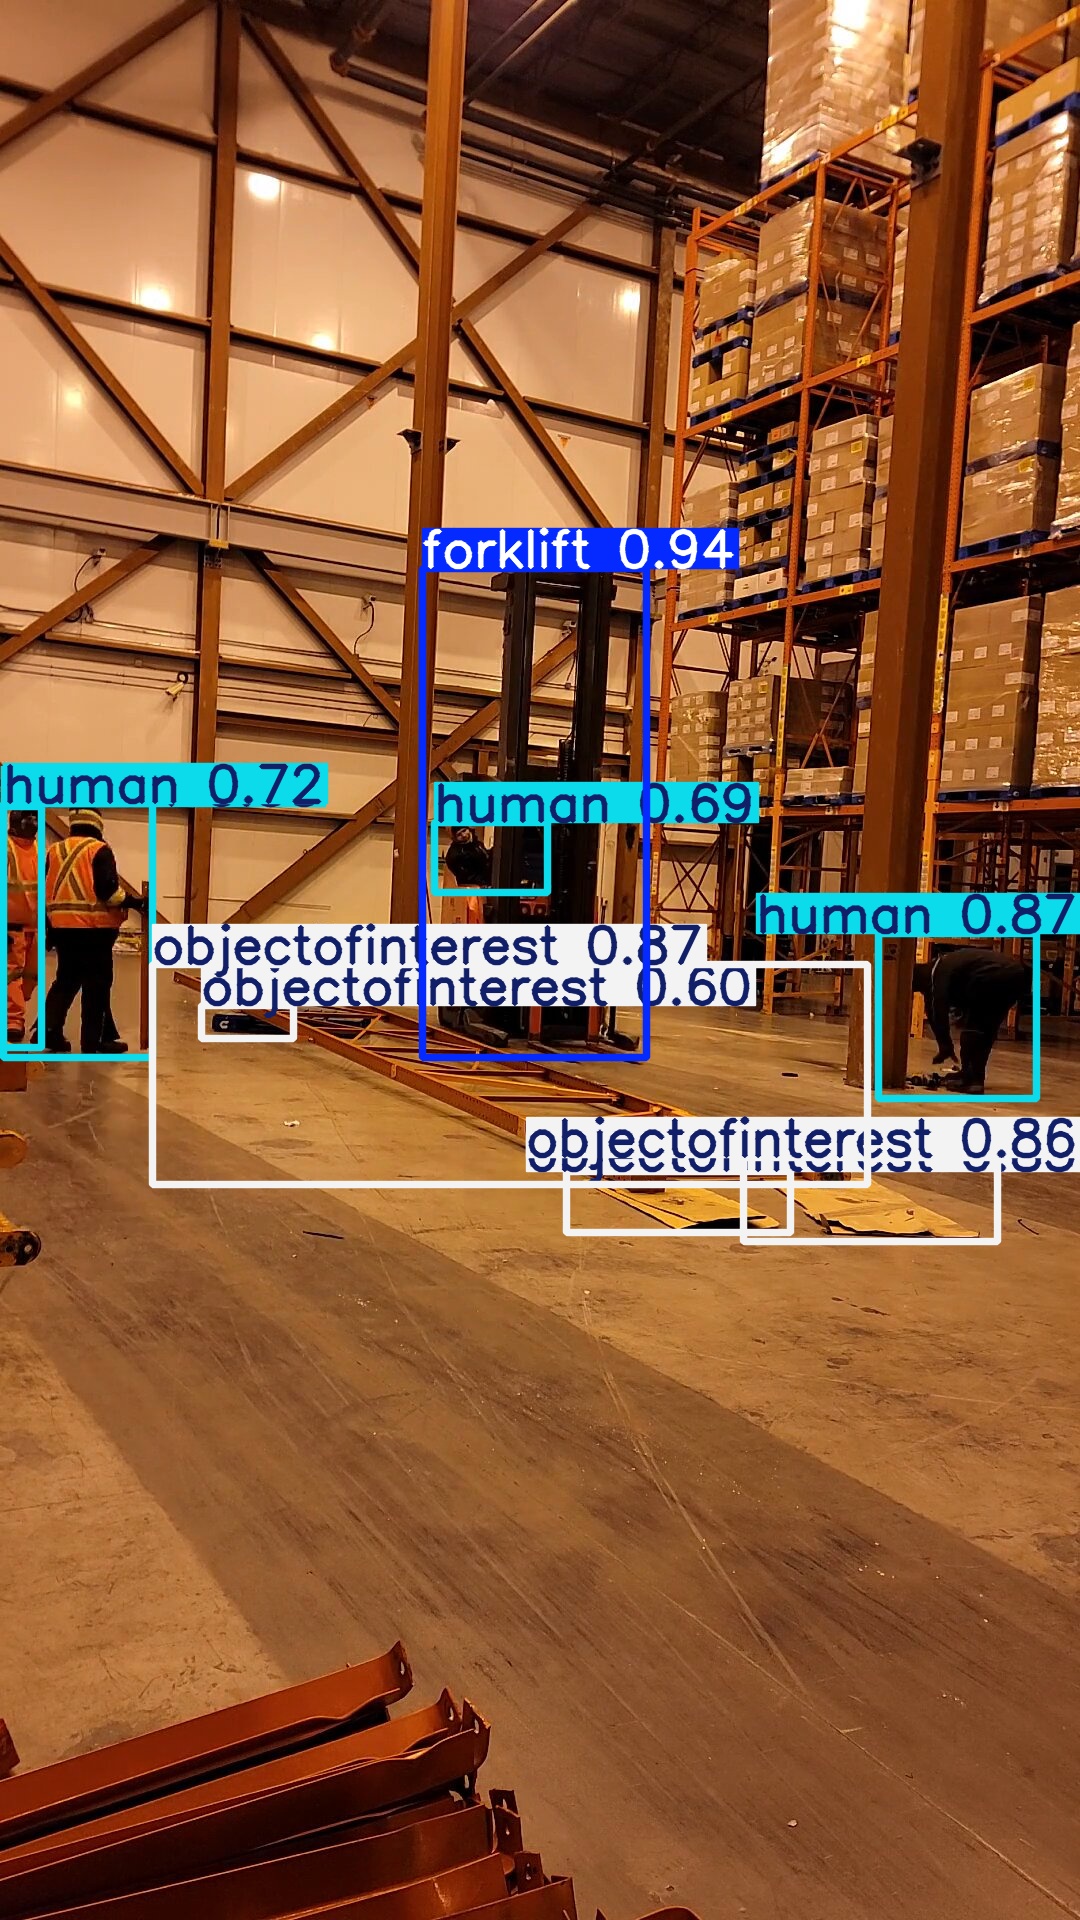 forklift 0.94
human 0.72
human 0.69
human 0.87
objectofinterest 0.87
objectofinterest 0.60
objectofinterest 0.86